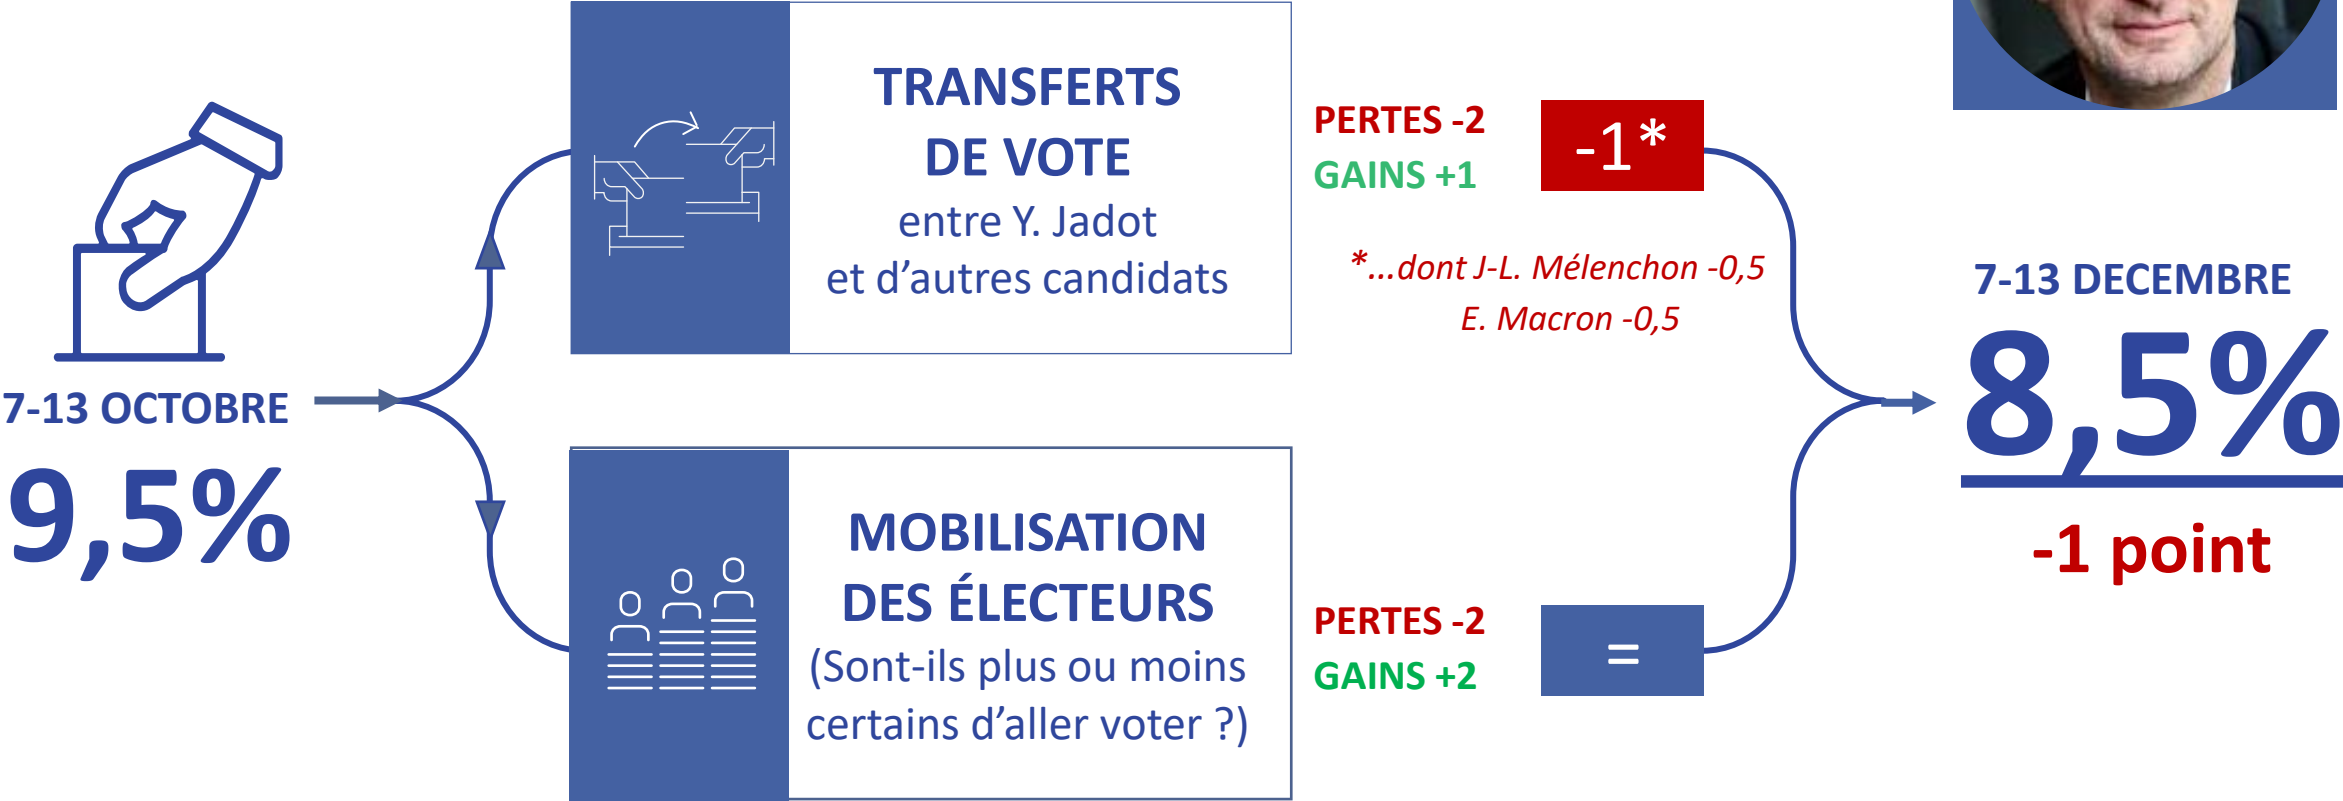 7-13 OCTOBRE
9,5%
TRANSFERTS
DE VOTE
entre Y. Jadot
et d’autres candidats
PERTES -2
GAINS +1
-1*
*...dont J-L. Mélenchon -0,5
E. Macron -0,5
MOBILISATION
DES ÉLECTEURS
(Sont-ils plus ou moins
certains d’aller voter ?)
PERTES -2
GAINS +2
=
7-13 DECEMBRE
8,5%
-1 point